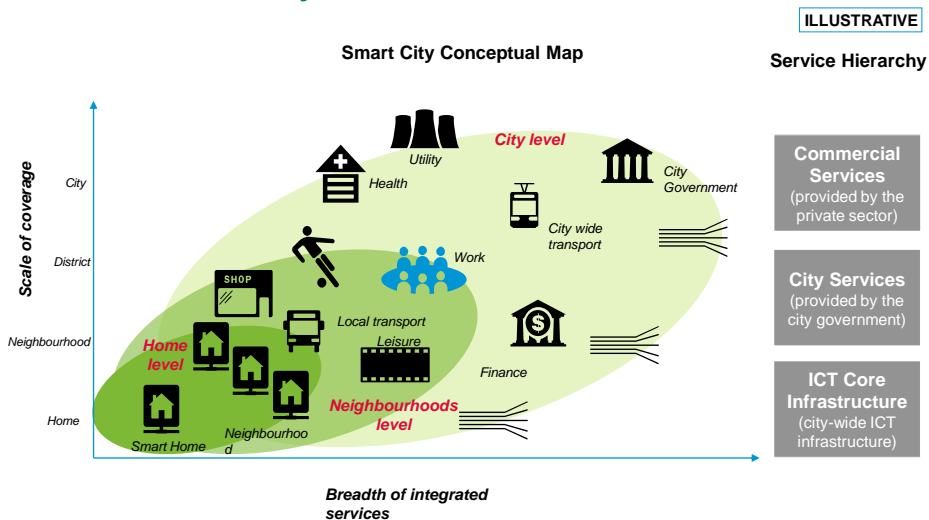 ILLUSTRATIVE
Smart City Conceptual Map
Service Hierarchy
Scale of coverage
City
District
Neighbourhood
Home
City level
Utility
Health
City
Government
City wide
transport
Work
SHOP
Local transport
Leisure
Home
level
$
Finance
Neighbourhoods
level
Smart Home
Neighbourhoo
d
Breadth of integrated
services
Commercial
Services
(provided by the
private sector)
City Services
(provided by the
city government)
ICT Core
Infrastructure
(city-wide ICT
infrastructure)